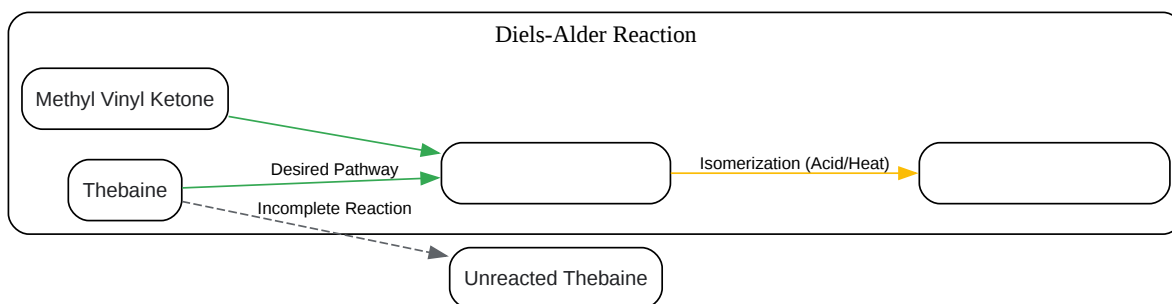 Diels-Alder Reaction
Methyl Vinyl Ketone
Thebaine
Desired Pathway
Incomplete Reaction
Isomerization (Acid/Heat)
Unreacted Thebaine